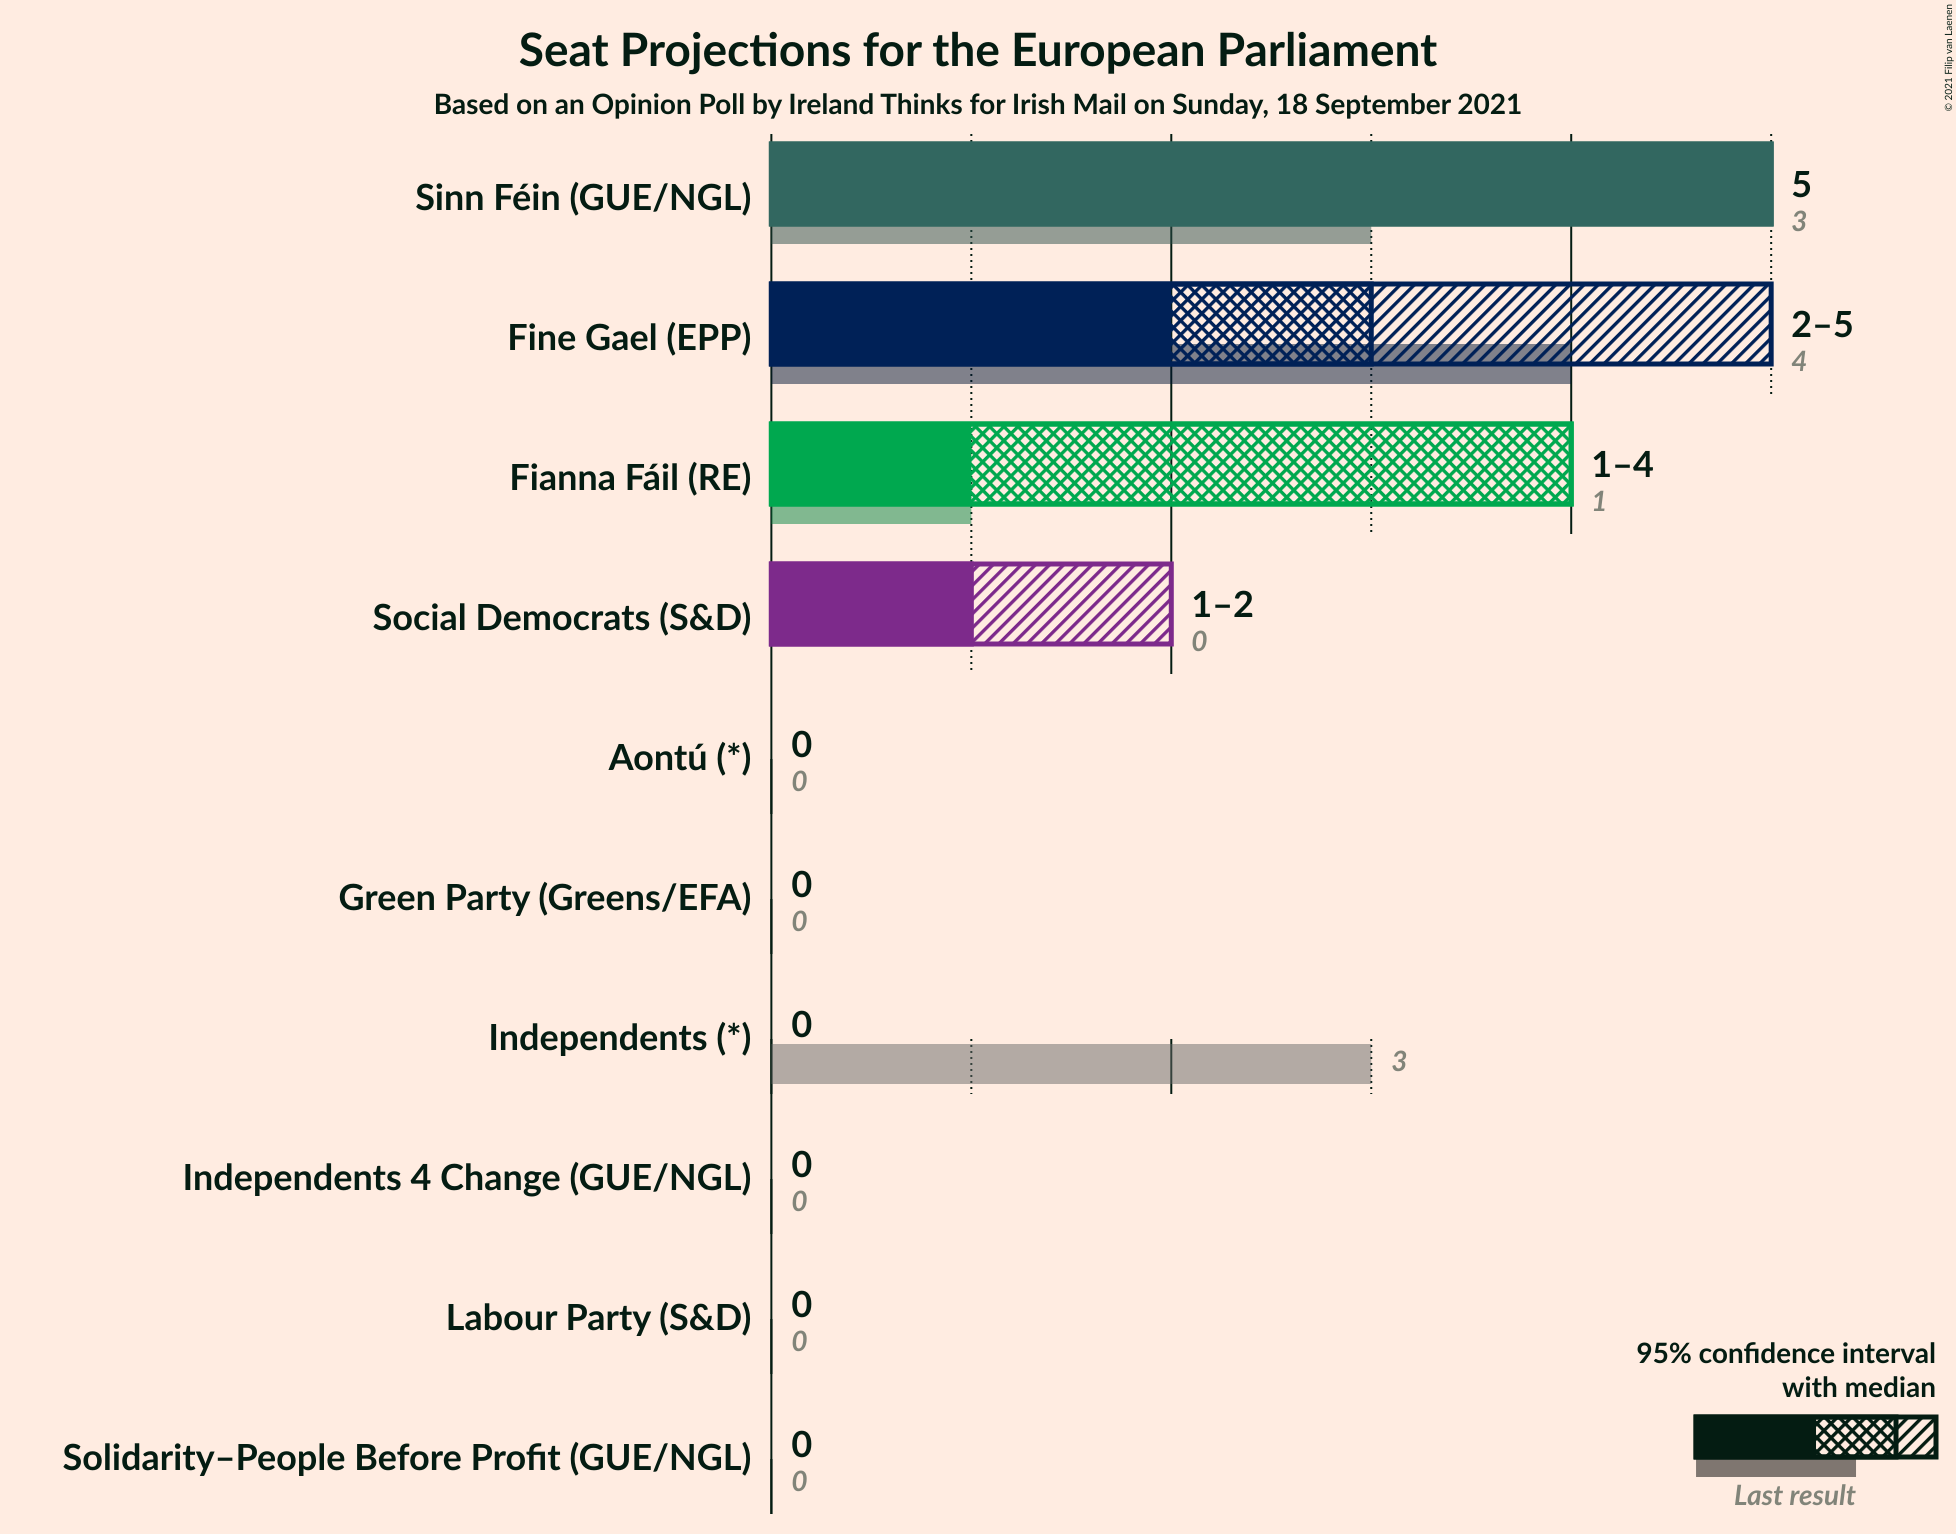 Seat Projections for the European Parliament
Based on an Opinion Poll by Ireland Thinks for Irish Mail on Sunday, 18 September 2021
© 2021 Filip van Laenen
Sinn Féin (GUE/NGL)
5
3
Fine Gael (EPP)
2–5
4
Fianna Fáil (RE)
1–4
1
Social Democrats (S&D)
1–2
0
Aontú (*)
0
0
Green Party (Greens/EFA)
0
0
Independents (*)
0
3
Independents 4 Change (GUE/NGL)
0
0
Labour Party (S&D)
0
0
Solidarity–People Before Profit (GUE/NGL)
0
0
95% confidence interval
with median
Last result